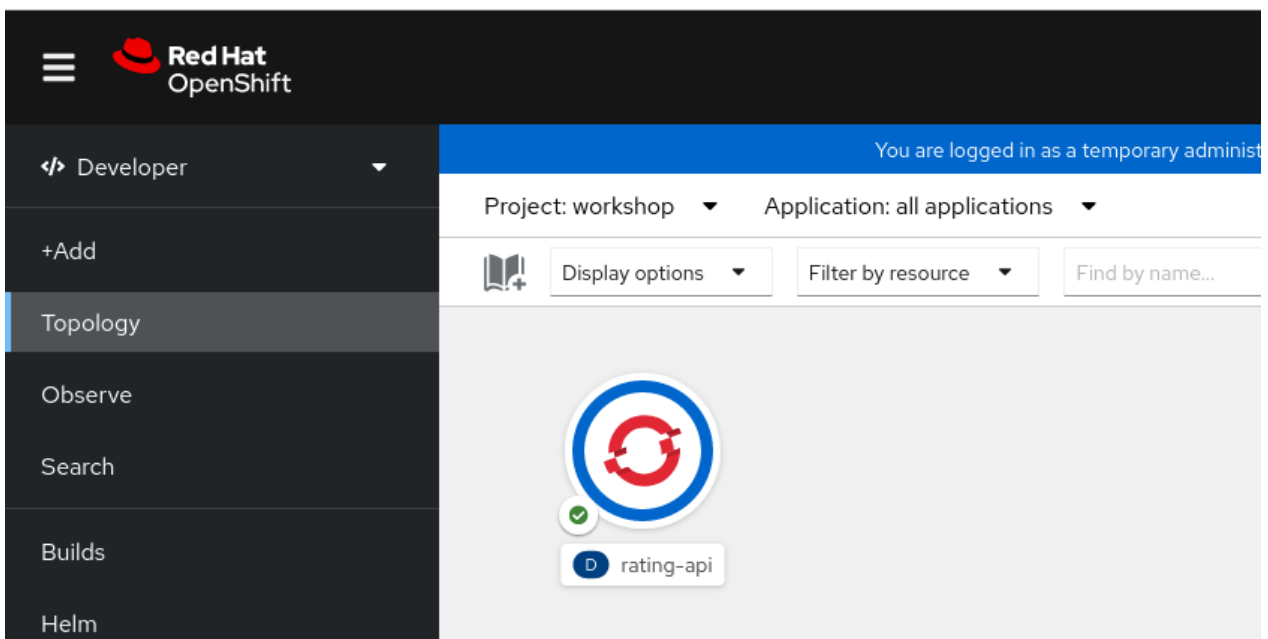 Red Hat
OpenShift
</> Developer
You are logged in as a temporary administ
Project: workshop
Application: all applications
+Add
Display options
Filter by resource
Find by name...
Topology
Observe
Search
Builds
D rating-api
Helm